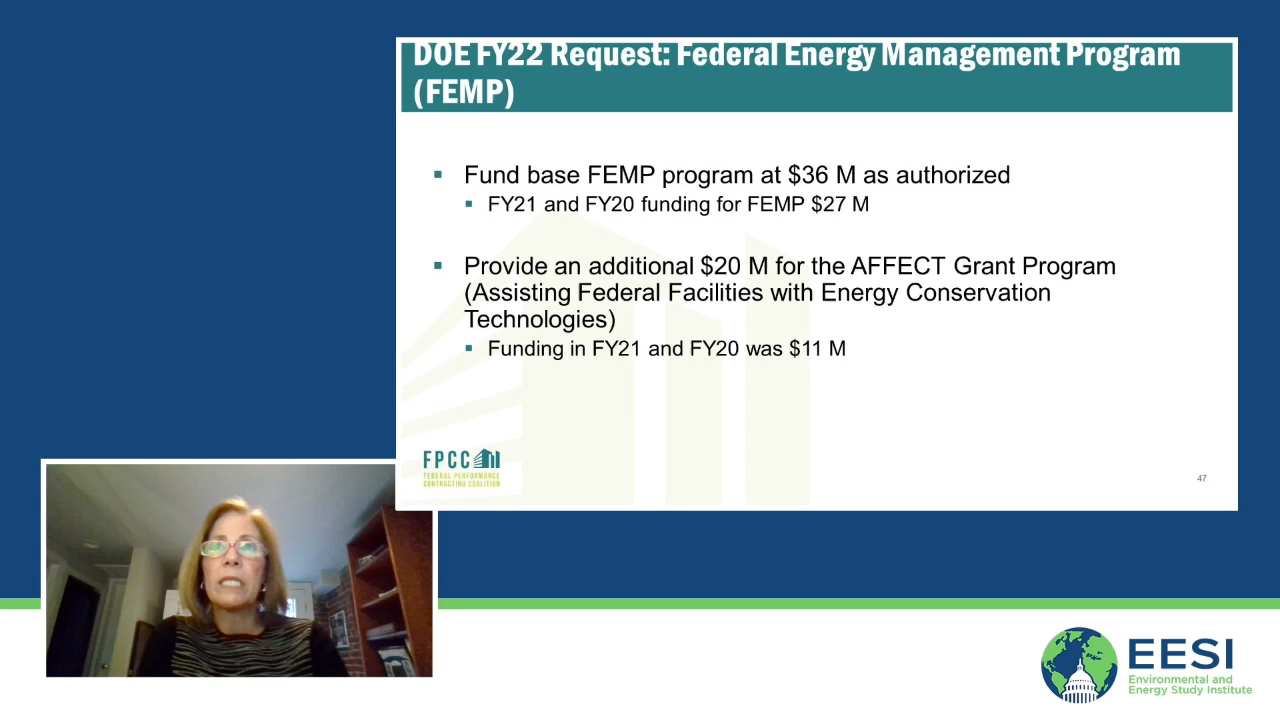 DOE FY22 Request: Federal Energy Management Program
(FEMP)
Fund base FEMP program at $36 M as authorized
FY21 and FY20 funding for FEMP $27 M
Provide an additional $20 M for the AFFECT Grant Program
(Assisting Federal Facilities with Energy Conservation
Technologies)
Funding in FY21 and FY20 was $11 M
FPCC
FEDERAL PERFORMANCE
CONTRACTING COALITION
47
EESI
Environmental and
Energy Study Institute